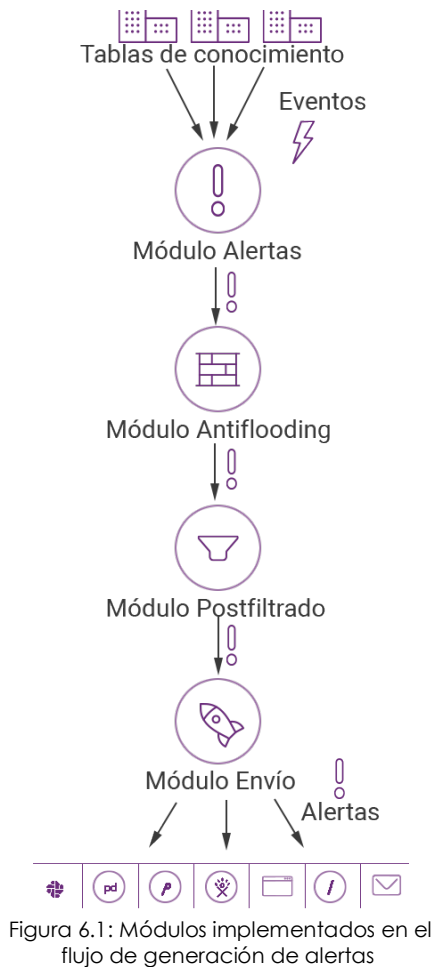 Tablas de conocimiento
Eventos
Módulo Alertas
Módulo Antiflooding
Módulo Postfiltrado
Módulo Envío
Alertas
pd
p
Figura 6.1: Módulos implementados en el
flujo de generación de alertas